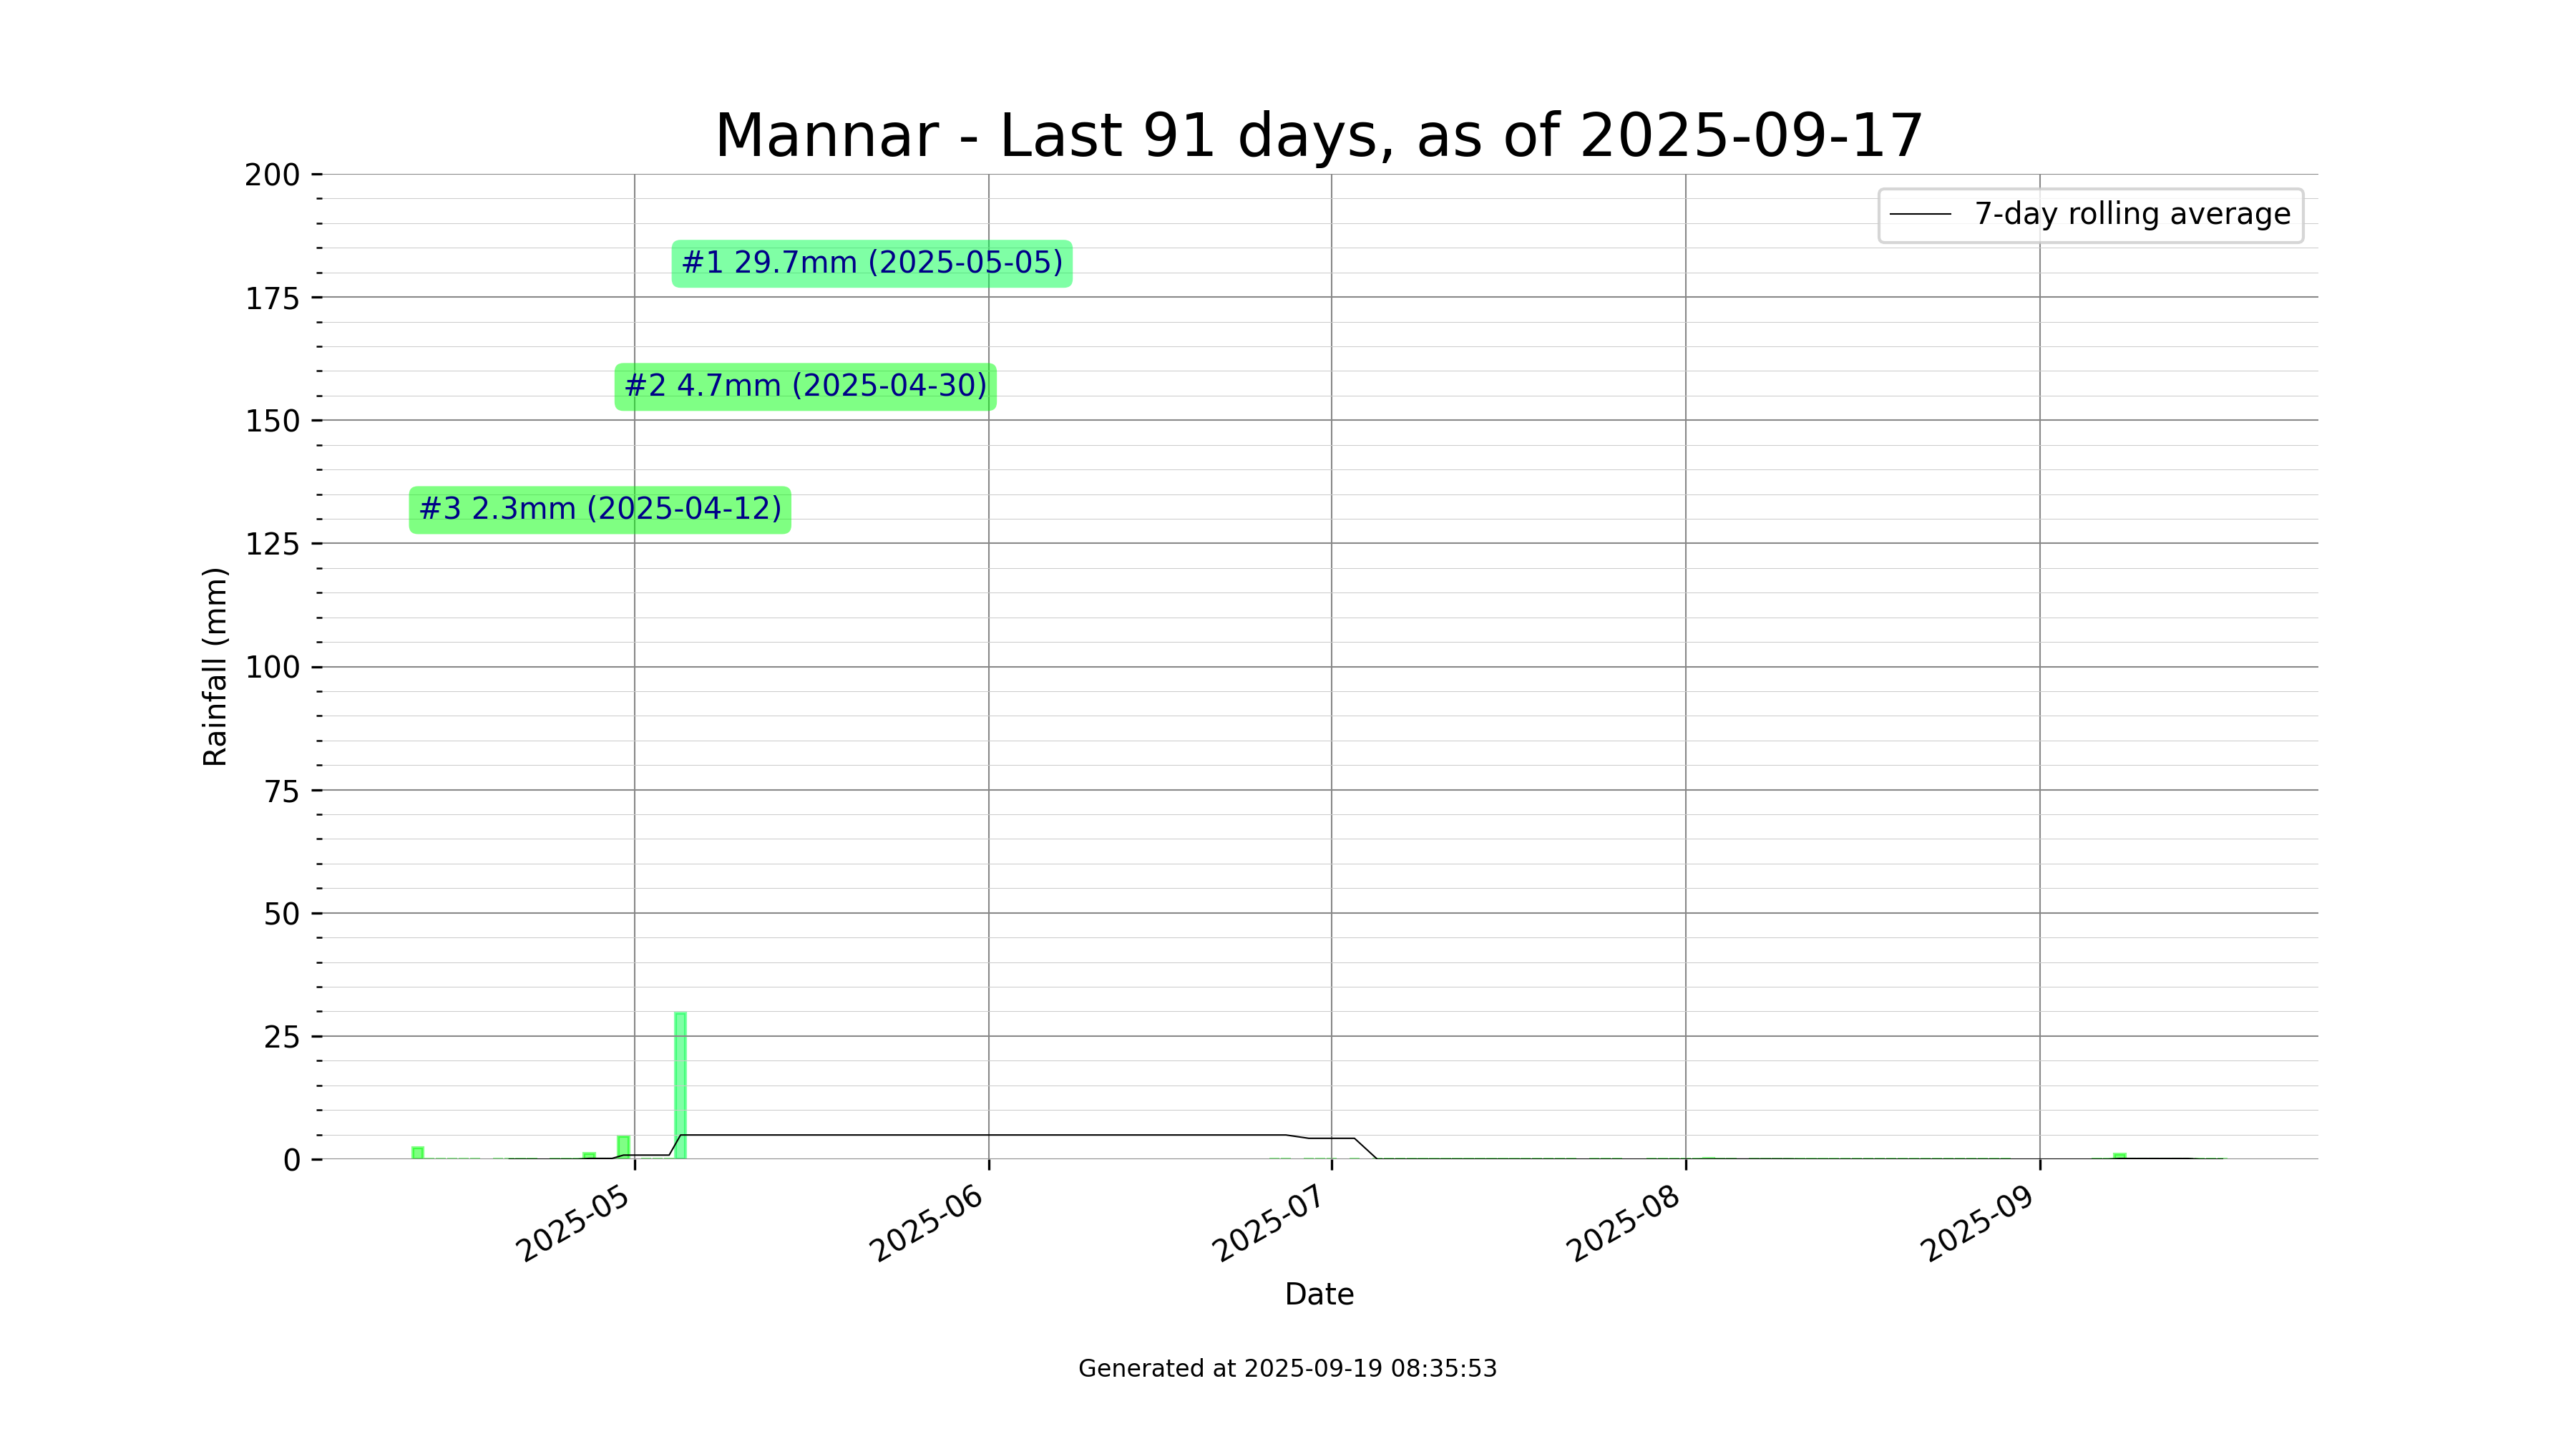 Mannar - Last 91 days, as of 2025-09-17
200
175
150
125
100
75
50
25
0
Rainfall (mm)
7-day rolling average
#1 29.7mm (2025-05-05)
#2 4.7mm (2025-04-30)
#3 2.3mm (2025-04-12)
2025-05
2025-06
2025-07
2025-08
2025-09
Date
Generated at 2025-09-19 08:35:53